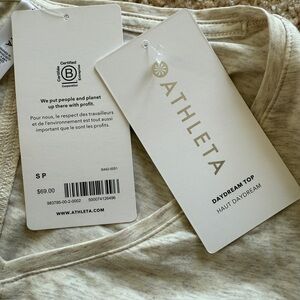 Certified
B
Corporation
We put people and planet
up there with profit.
Pour nous, le respect des travailleurs
et de l'environnement est tout aussi
important que le sont les profits.
S P
$69.00
WWW.ATHLETA.COM
ATHLETA
DAYDREAM TOP
HAUT DAYDREAM